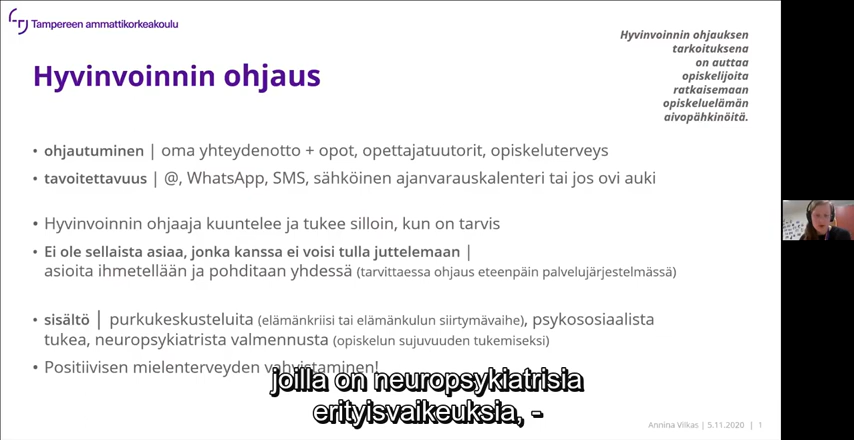 Tampereen ammattikorkeakoulu
Hyvinvoinnin ohjauksen
tarkoituksena
on auttaa
opiskelijoita
ratkaisemaan
opiskeluelämän
aivopähkinöitä.
Hyvinvoinnin ohjaus
• ohjautuminen | oma yhteydenotto + opot, opettajatuutorit, opiskeluterveys
• tavoitettavuus | @, WhatsApp, SMS, sähköinen ajanvarauskalenteri tai jos ovi auki
• Hyvinvoinnin ohjaaja kuuntelee ja tukee silloin, kun on tarvis
• Ei ole sellaista asiaa, jonka kanssa ei voisi tulla juttelemaan |
asioita ihmetellään ja pohditaan yhdessä (tarvittaessa ohjaus eteenpäin palvelujärjestelmässä)
• sisältö | purkukeskusteluita (elämänkriisi tai elämänkulun siirtymävaihe), psykososiaalista
tukea, neuropsykiatrista valmennusta (opiskelun sujuvuuden tukemiseksi)
• Positiivisen mielenterveyden vahvistaminen!
joilla on neuropsykiatrisia
erityisvaikeuksia, -
Annina Vilkas | 5.11.2020 | 1